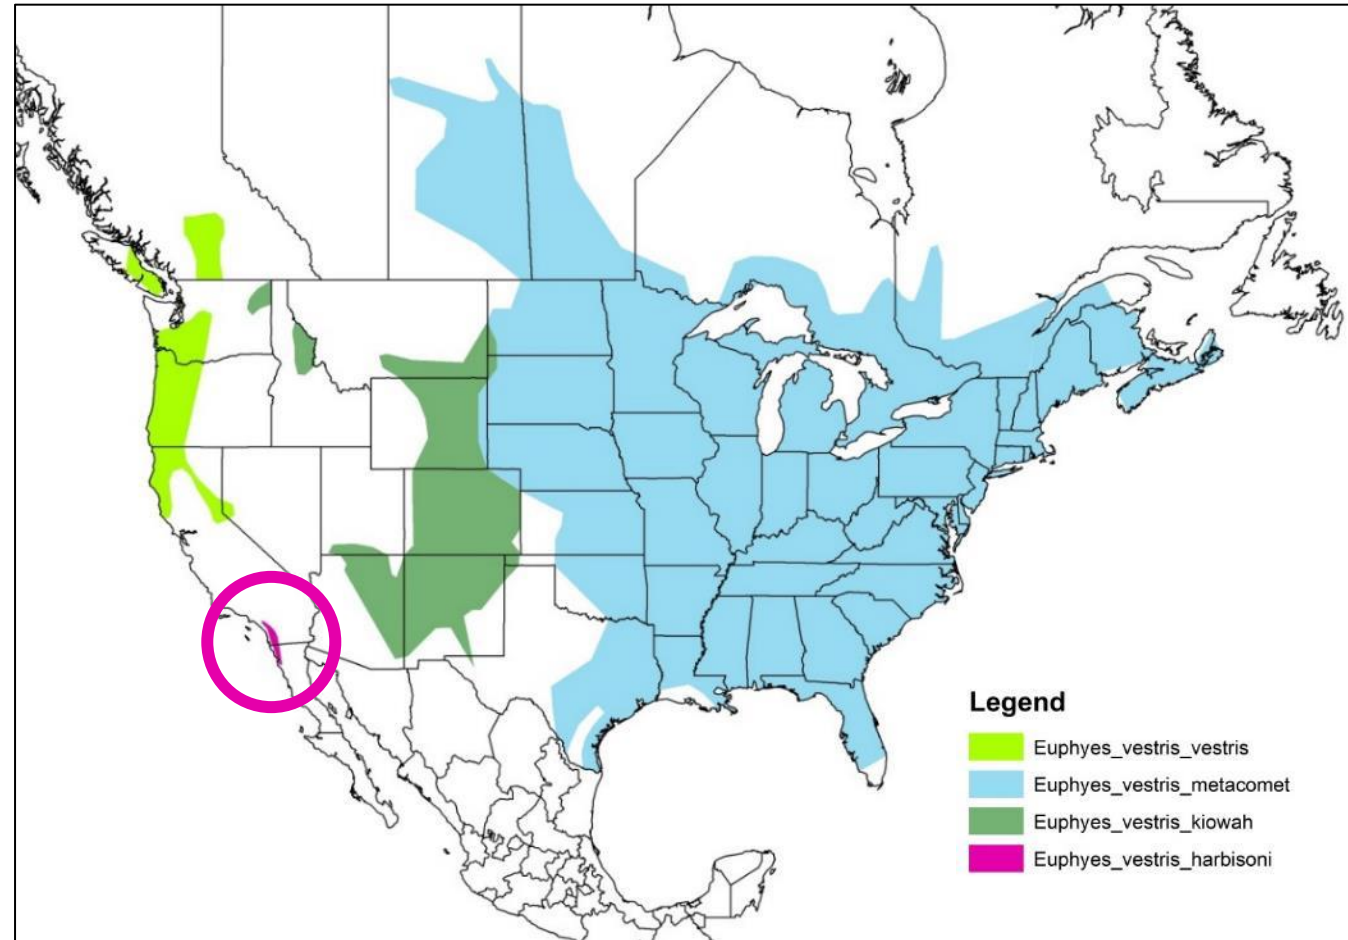 Legend
Euphyes_vestris_vestris
Euphyes_vestris_metacomet
Euphyes_vestris_kiowah
Euphyes_vestris_harbisoni